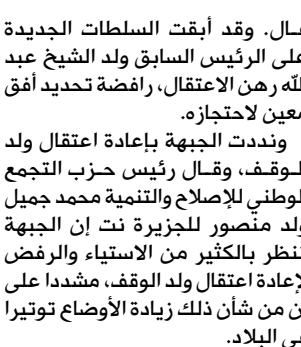 ـال. وقد أبقت السلطات الجديدة
على الرئيس السابق ولد الشيخ عبد
الله رهن الاعتقال، رافضة تحديد أفق
معين لاحتجازه.
ونددت الجبهة بإعادة اعتقال ولد
الوقف، وقال رئيس حزب التجمع
الوطني للإصلاح والتنمية محمد جميل
ولد منصور للجزيرة نت إن الجبهة
تنظر بالكثير من الاستياء والرفض
لإعادة اعتقال ولد الوقف، مشددا على
أن من شأن ذلك زيادة الأوضاع توتيرا
في البلاد.